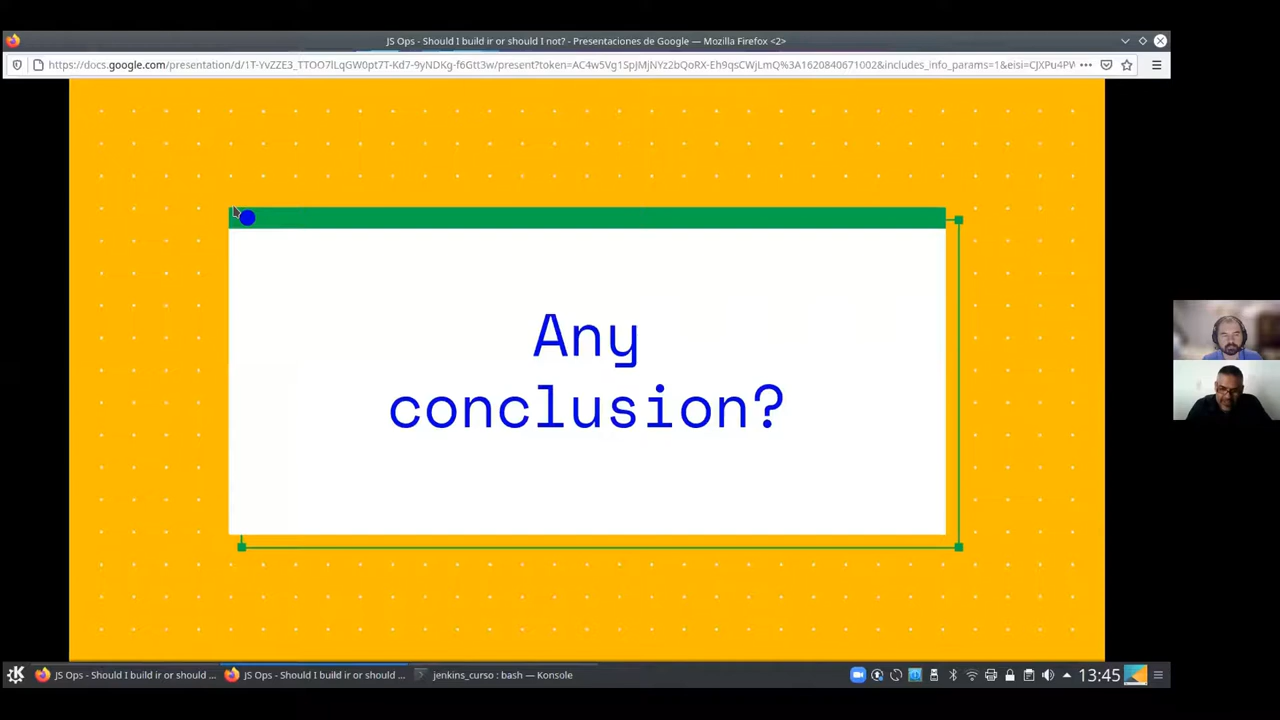 JS Ops - Should I build ir or should I not? - Presentaciones de Google — Mozilla Firefox <2>
Any
conclusion?
JS Ops - Should I build ir or should ...
JS Ops - Should I build ir or should ...
jenkins_curso : bash — Konsole
13:45